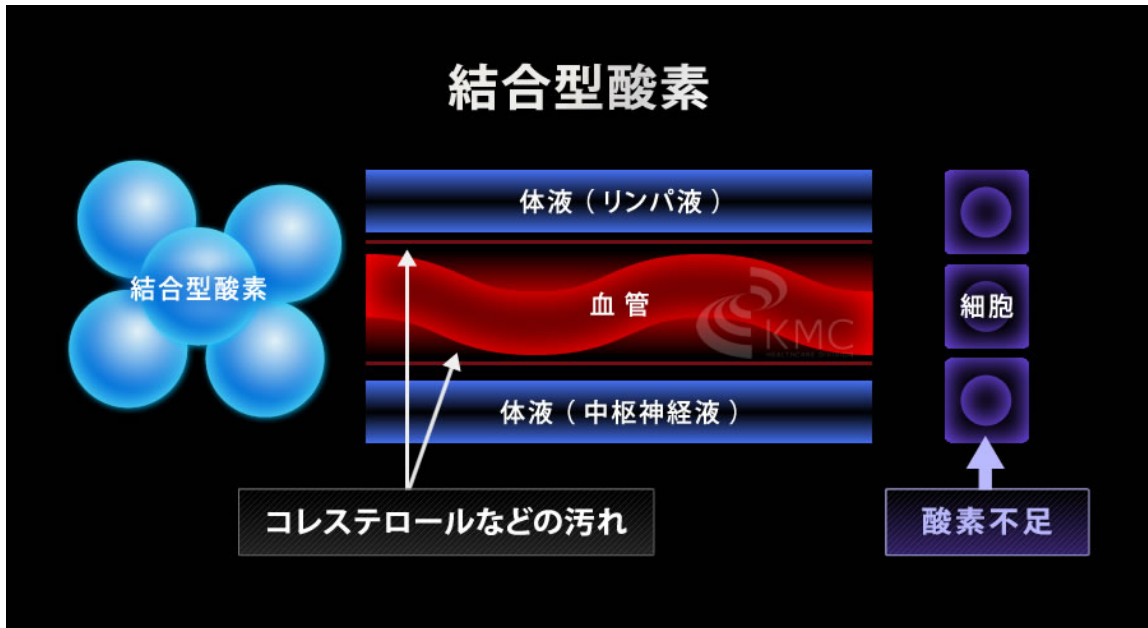 結合型酸素
結合型酸素
体液（リンパ液）
血管
KMC
体液（中枢神経液）
細胞
コレステロールなどの汚れ
酸素不足